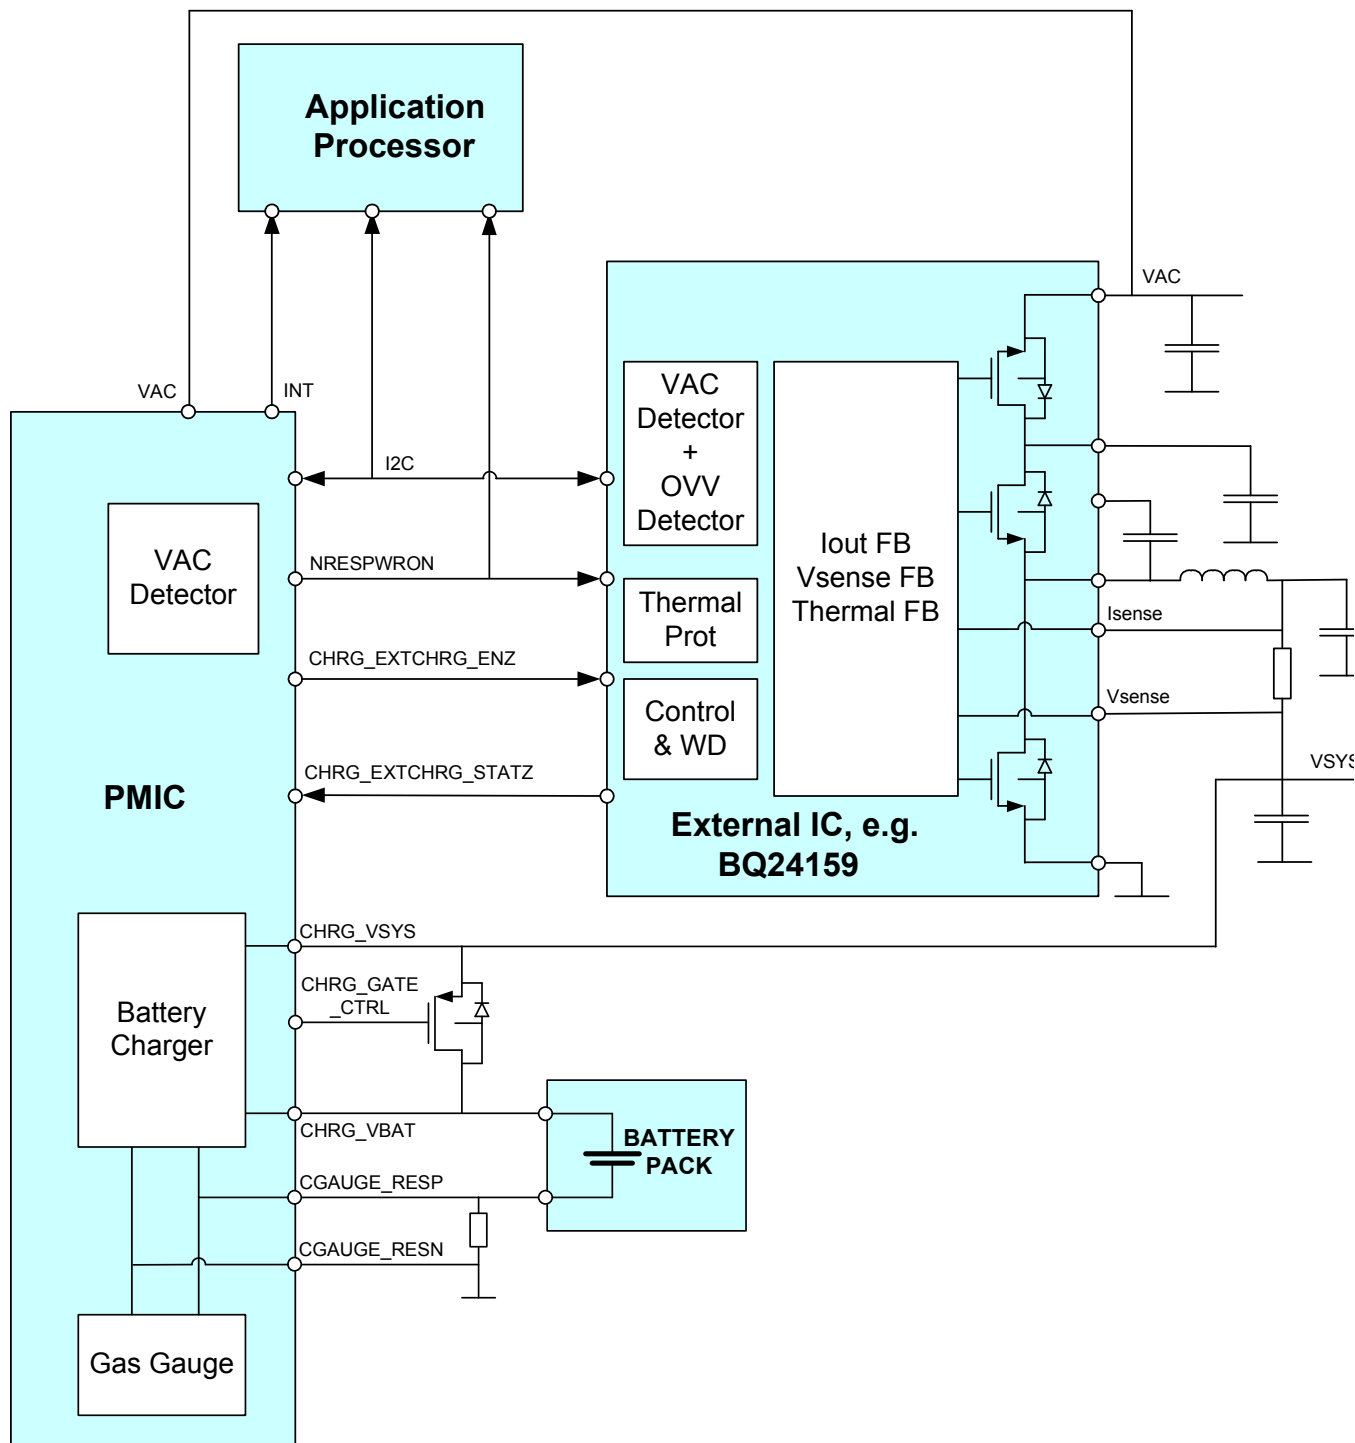 Application
Processor
VAC
VAC
INT
I2C
VAC
Detector
+
OVV
Detector
Iout FB
Vsense FB
Thermal FB
VAC
Detector
NRESPWRON
Thermal
Prot
Isense
CHRG_EXTCHRG_ENZ
Control
& WD
Vsense
CHRG_EXTCHRG_STATZ
VSYS
PMIC
External IC, e.g.
BQ24159
CHRG_VSYS
CHRG_GATE
_CTRL
Battery
Charger
CHRG_VBAT
BATTERY
PACK
CGAUGE_RESP
CGAUGE_RESN
Gas Gauge